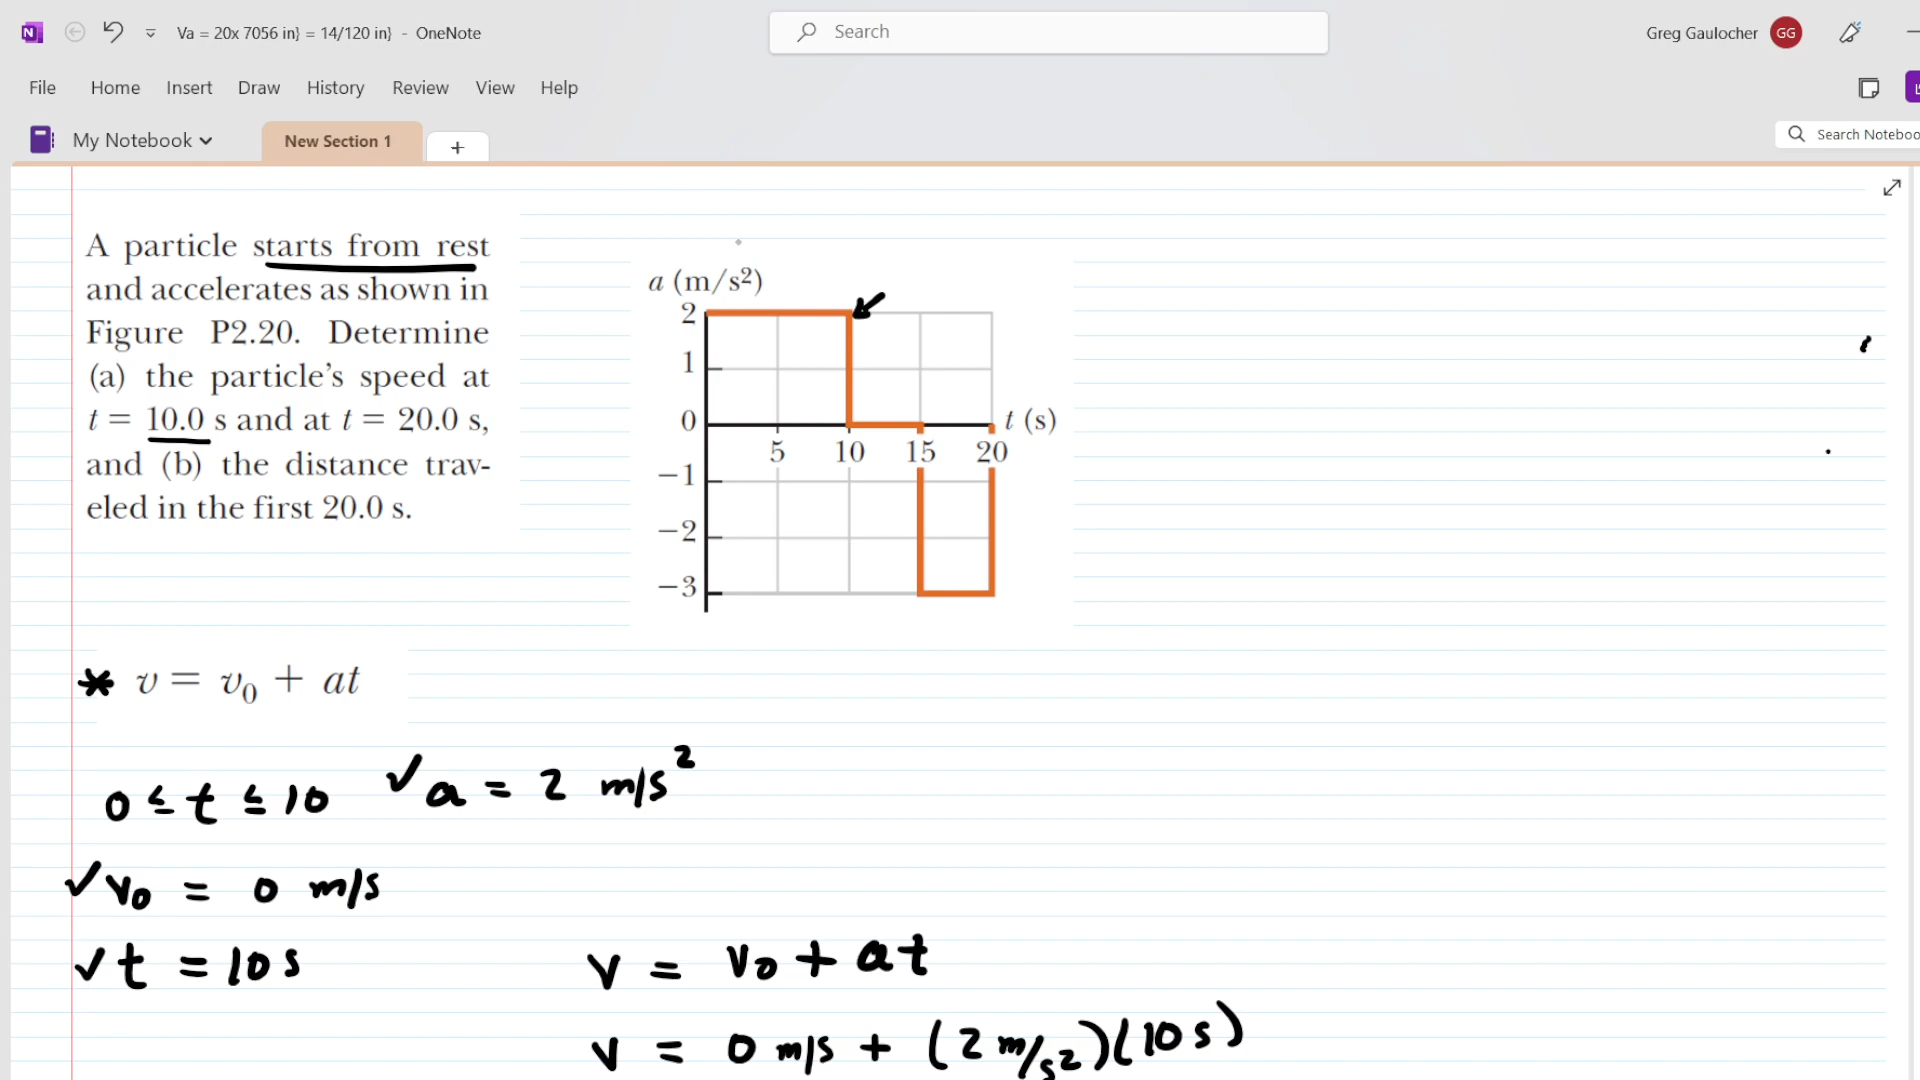 Va = 20x 7056 in} = 14/120 in} - OneNote
Search
Greg Gaulocher
GG
File Home Insert Draw History Review View Help
My Notebook
New Section 1
+
A particle starts from rest
and accelerates as shown in
Figure P2.20. Determine
(a) the particle's speed at
t = 10.0 s and at t = 20.0 s,
and (b) the distance trav-
eled in the first 20.0 s.
a (m/s²)
2
1
0
t (s)
5 10 15 20
−1
−2
−3
* v = v₀ + at
0 ≤ t ≤ 10 ✓ a = 2 m/s²
✓ v₀ = 0 m/s
✓ t = 10 s
v = v₀ + at
v = 0 m/s + (2 m/s²)(10 s)